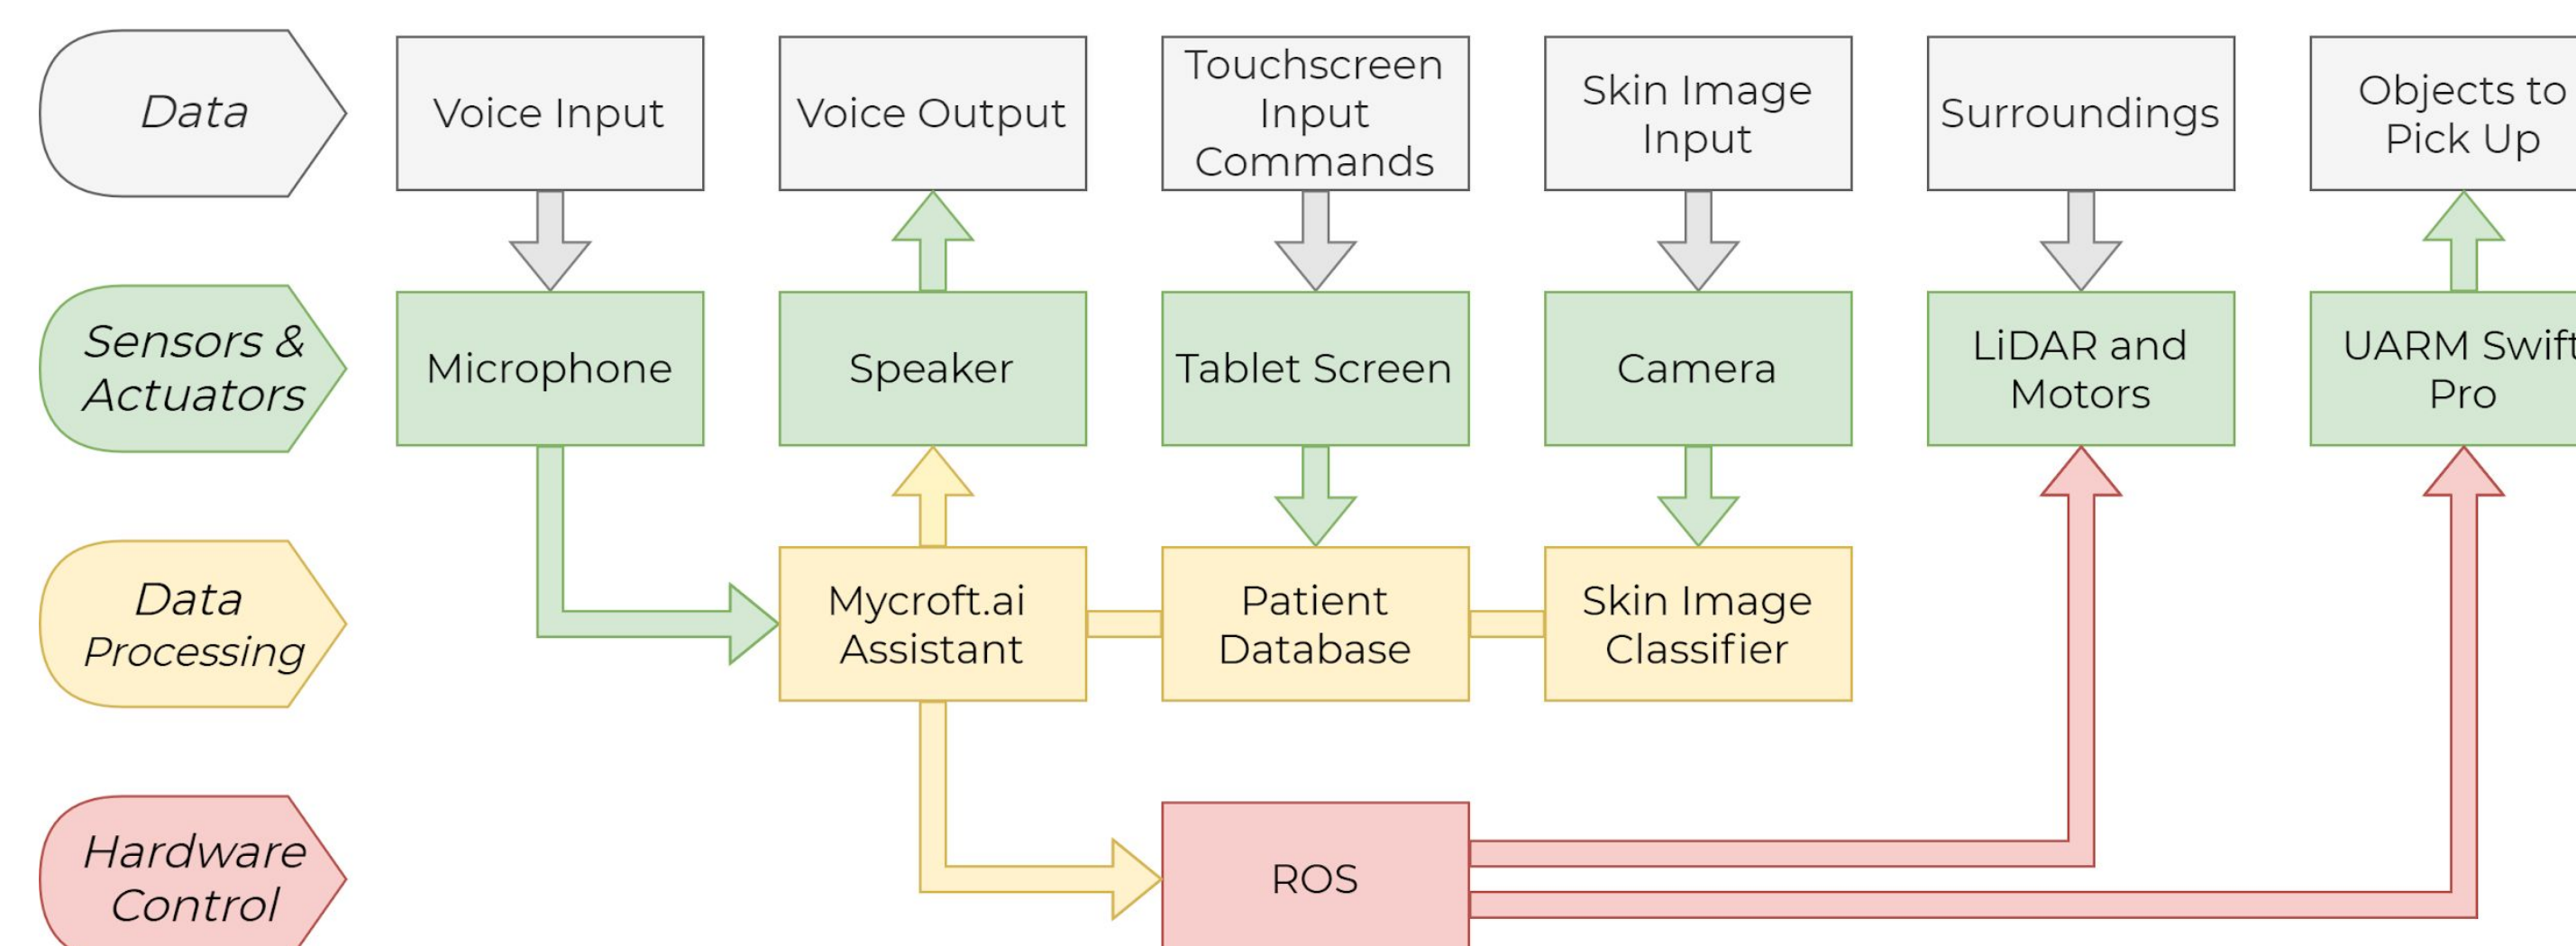 Data
Voice Input
Voice Output
Touchscreen
Input
Commands
Skin Image
Input
Surroundings
Objects to
Pick Up
Sensors &
Actuators
Microphone
Speaker
Tablet Screen
Camera
LiDAR and
Motors
UARM Swift
Pro
Data
Processing
Mycroft.ai
Assistant
Patient
Database
Skin Image
Classifier
Hardware
Control
ROS